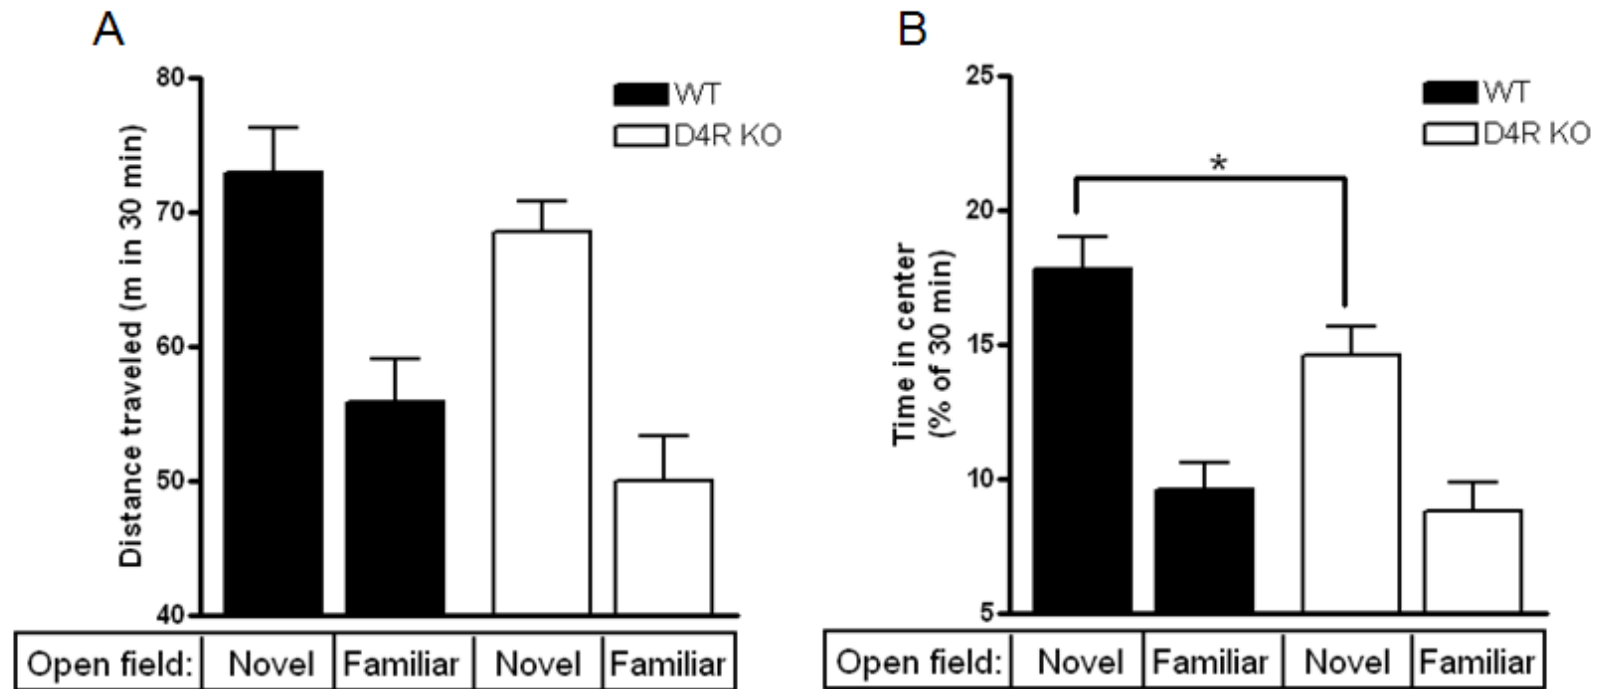 A
Distance traveled (m in 30 min)
80
70
60
50
40
WT
D4R KO
Open field: Novel Familiar Novel Familiar
B
Time in center
(% of 30 min)
25
20
15
10
5
WT
D4R KO
*
Open field: Novel Familiar Novel Familiar